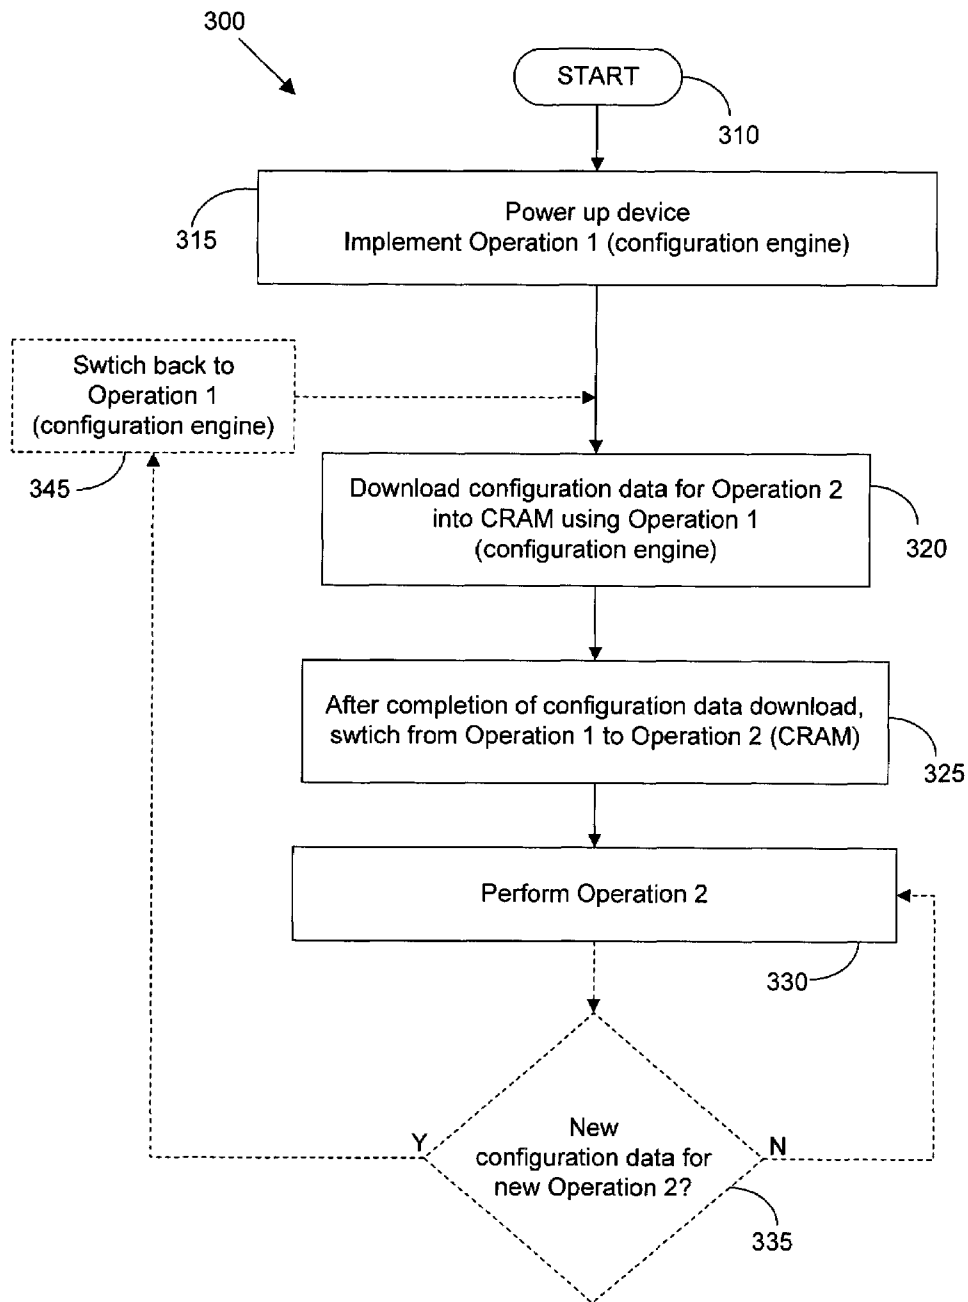 300
START
310
Power up device
Implement Operation 1 (configuration engine)
315
Swtich back to
Operation 1
(configuration engine)
345
Download configuration data for Operation 2
into CRAM using Operation 1
(configuration engine)
320
After completion of configuration data download,
swtich from Operation 1 to Operation 2 (CRAM)
325
Perform Operation 2
330
Y
New
configuration data for
new Operation 2?
N
335